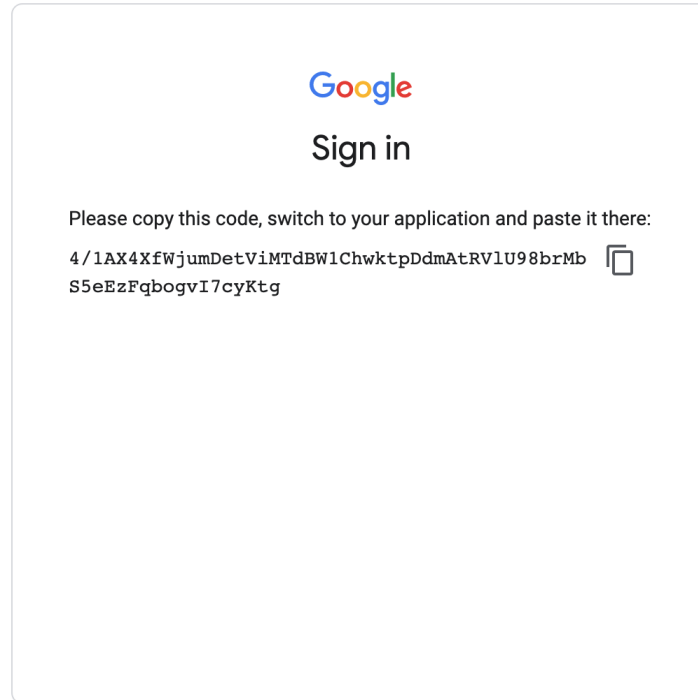 Google
Sign in
Please copy this code, switch to your application and paste it there:
4/1AX4XfWjumDetViMTdBW1ChwktpDdmAtRVlU98brMb
S5eEzFqbogvI7cyKtg